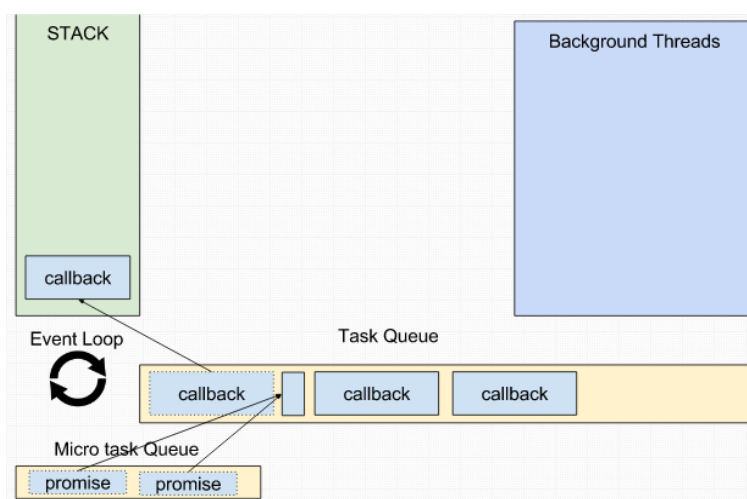 STACK
Background Threads
callback
Event Loop
Task Queue
callback
callback
callback
Micro task Queue
promise
promise